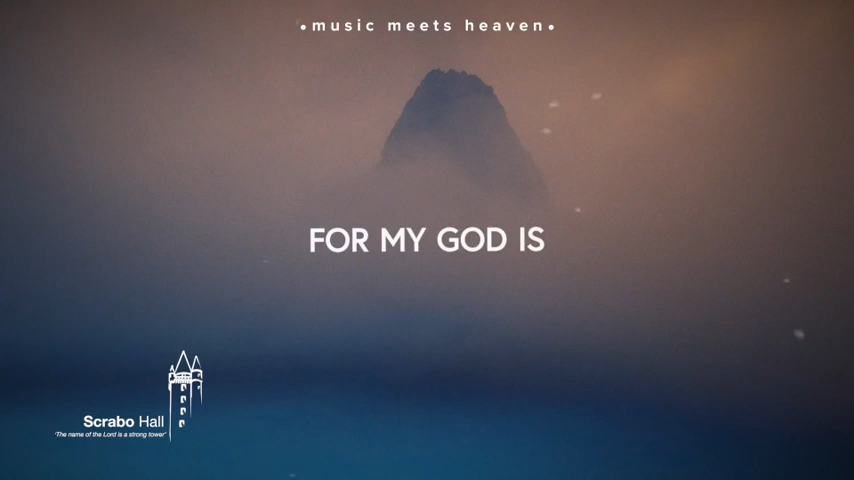 •music meets heaven•
FOR MY GOD IS
Scrabo Hall
'The name of the Lord is a strong tower'